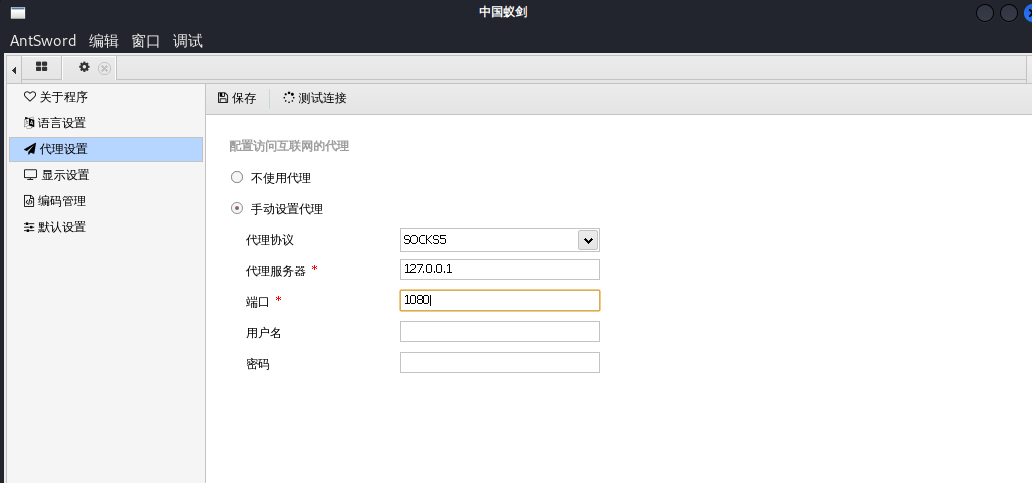 中国蚁剑
AntSword 编辑 窗口 调试
关于程序
语言设置
代理设置
显示设置
编码管理
默认设置
保存 测试连接
配置访问互联网的代理
不使用代理
手动设置代理
代理协议 SOCKS5
代理服务器 * 127.0.0.1
端口 * 1080
用户名
密码